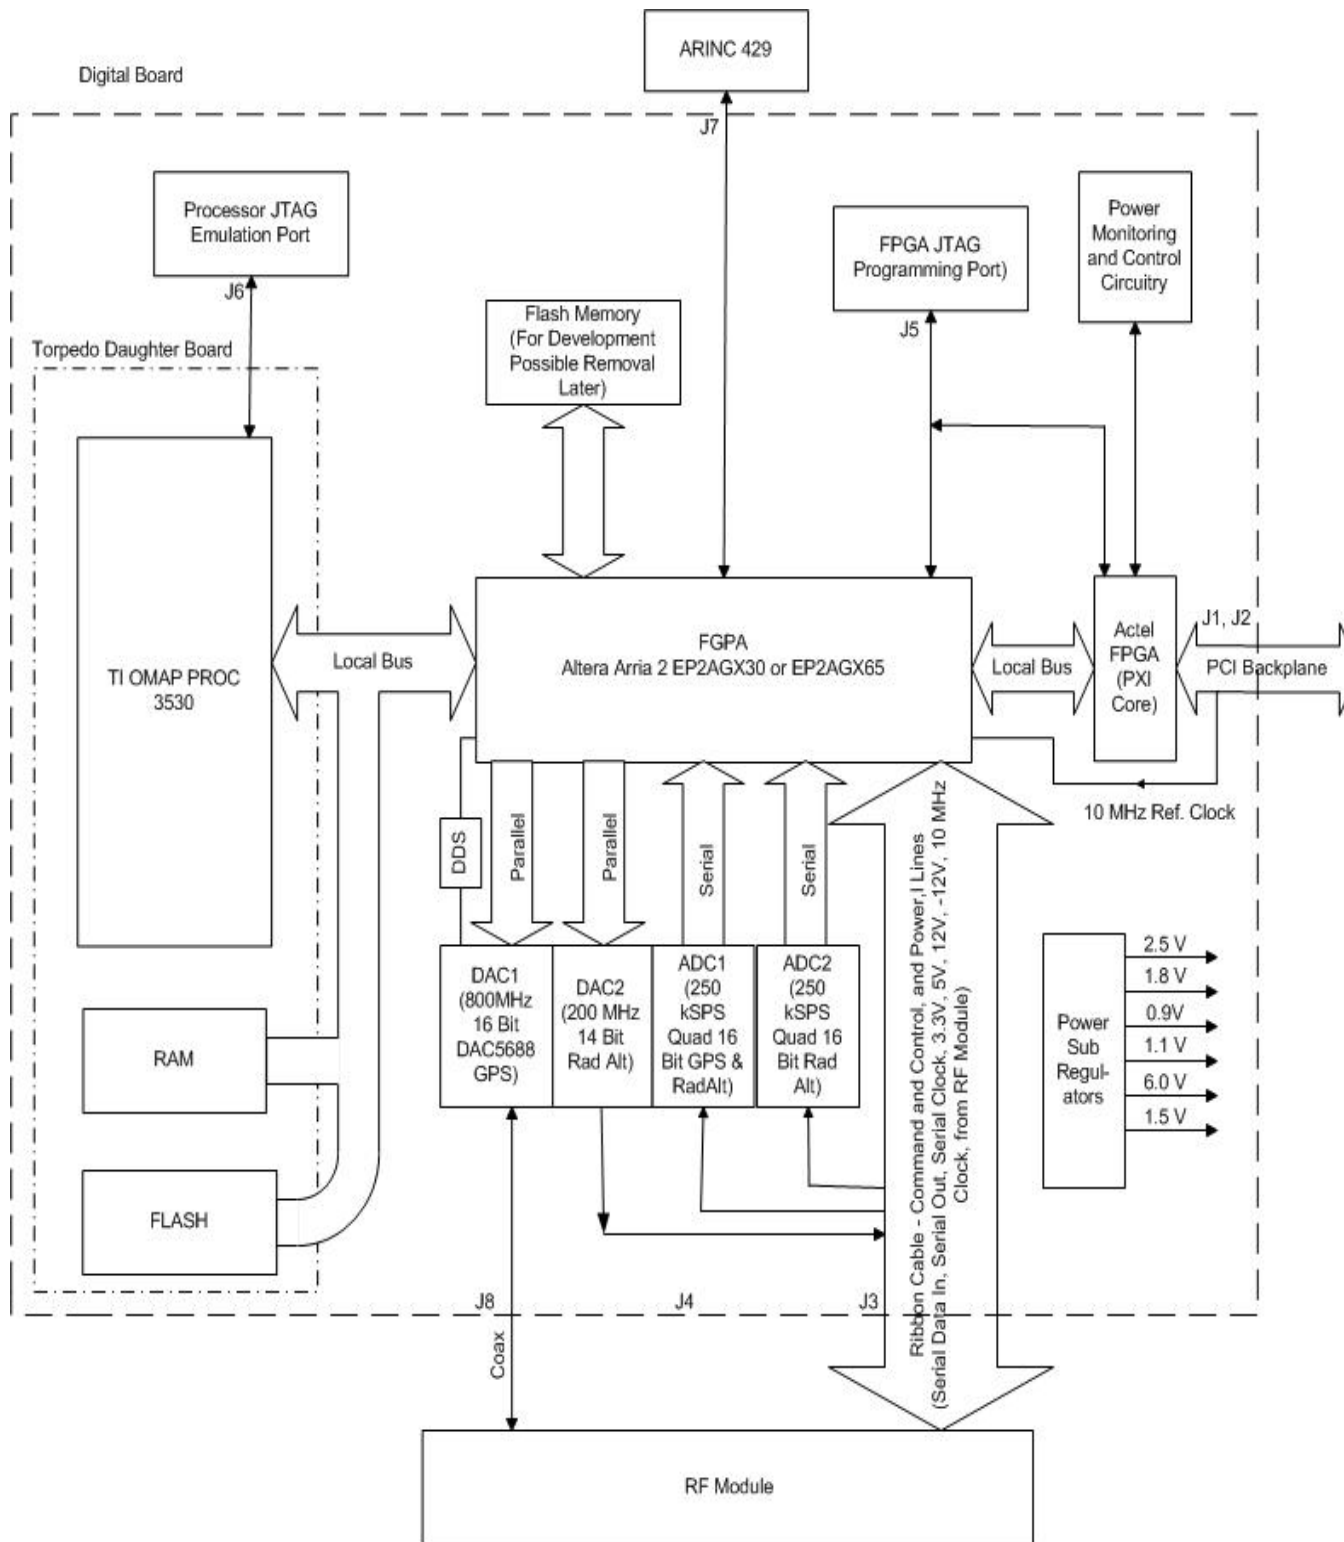 ARINC 429
Digital Board
J7
Processor JTAG
Emulation Port
J6
FPGA JTAG
Programming Port)
J5
Power
Monitoring
and Control
Circuitry
Flash Memory
(For Development
Possible Removal
Later)
Torpedo Daughter Board
TI OMAP PROC
3530
Local Bus
FGPA
Altera Arria 2 EP2AGX30 or EP2AGX65
Local Bus
Actel
FPGA
(PXI
Core)
J1, J2
PCI Backplane
10 MHz Ref. Clock
DDS
Parallel
Parallel
Serial
Serial
Ribbon Cable - Command and Control, and Power,I Lines
(Serial Data In, Serial Out, Serial Clock, 3.3V, 5V, 12V, -12V, 10 MHz
Clock, from RF Module)
DAC1
(800MHz
16 Bit
DAC5688
GPS)
DAC2
(200 MHz
14 Bit
Rad Alt)
ADC1
(250
kSPS
Quad 16
Bit GPS &
RadAlt)
ADC2
(250
kSPS
Quad 16
Bit Rad
Alt)
Power
Sub
Regul-
ators
2.5 V
1.8 V
0.9V
1.1 V
6.0 V
1.5 V
RAM
FLASH
J8
J4
J3
Coax
RF Module